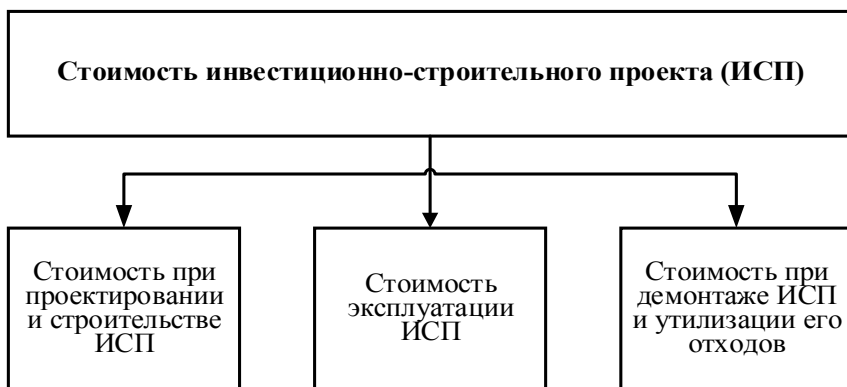 Стоимость инвестиционно-строительного проекта (ИСП)
Стоимость при
проектировании
и строительстве
ИСП
Стоимость
эксплуатации
ИСП
Стоимость при
демонтаже ИСП
и утилизации его
отходов